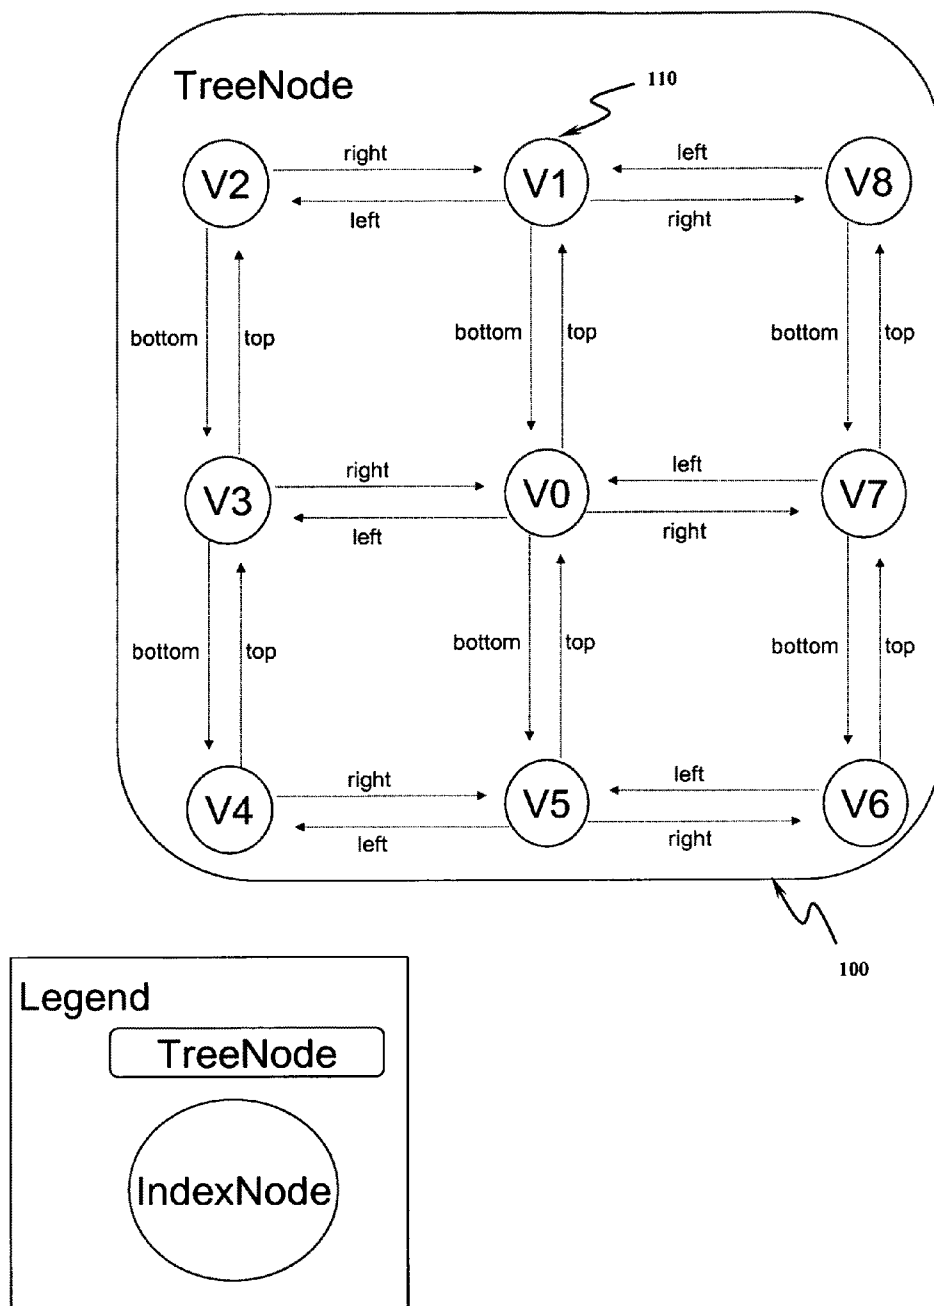 TreeNode
110
V2 right V1 left V8
left right
bottom top bottom top bottom top
V3 right V0 left V7
left right
bottom top bottom top bottom top
V4 right V5 left V6
left right
100
Legend
TreeNode
IndexNode